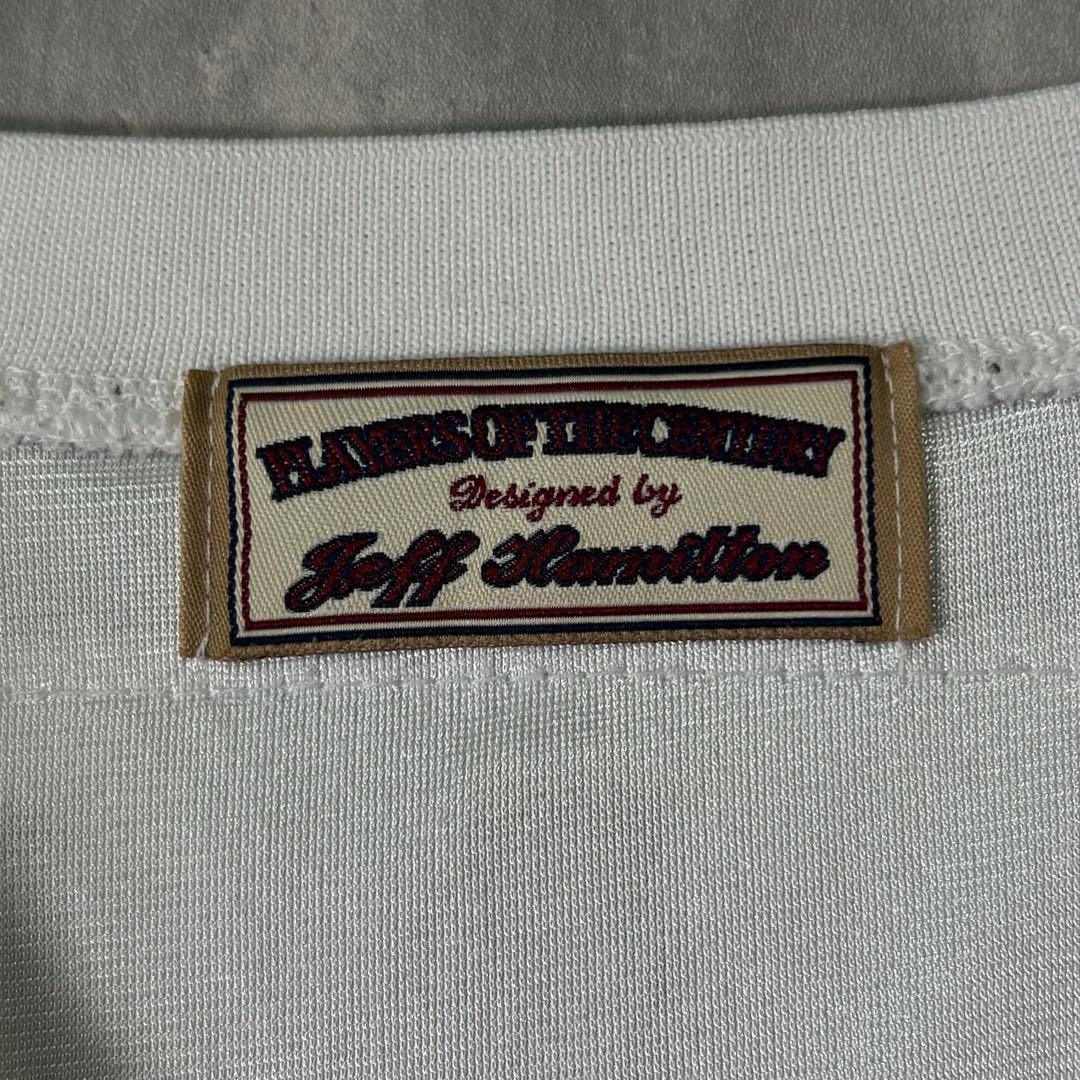 PLAYERS OF THE CENTURY
Designed by
Jeff Hamilton